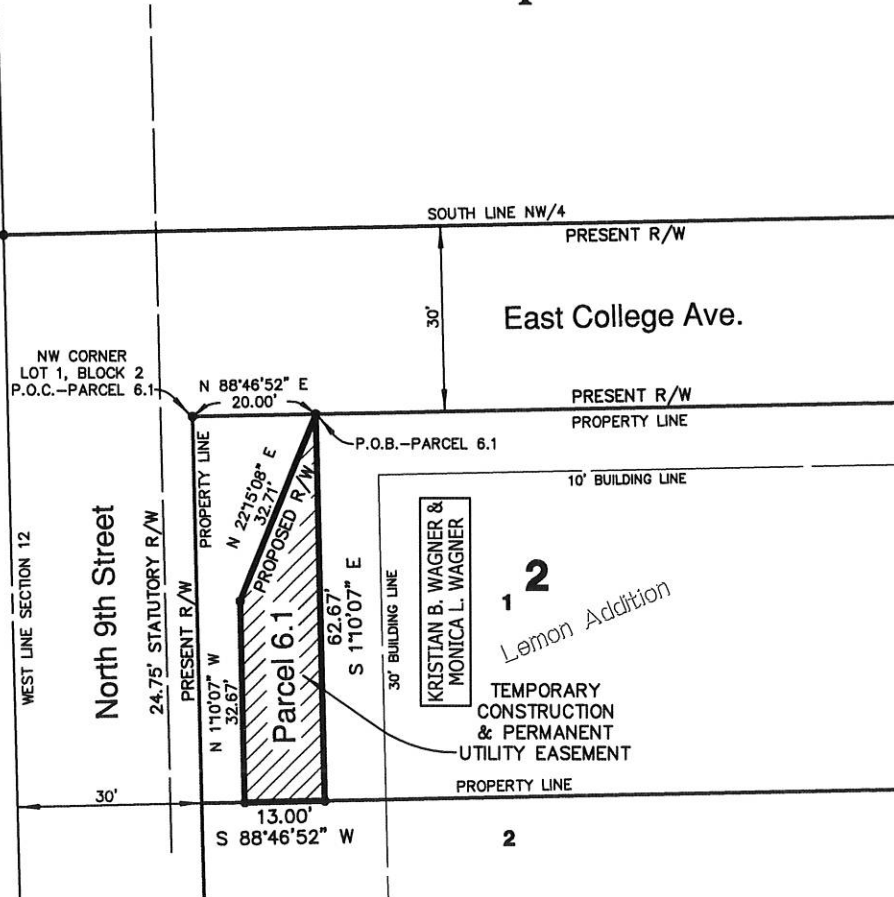 SOUTH LINE NW/4
PRESENT R/W
30'
East College Ave.
NW CORNER
LOT 1, BLOCK 2
P.O.C.-PARCEL 6.1
N 88°46'52" E
20.00'
PRESENT R/W
PROPERTY LINE
P.O.B.-PARCEL 6.1
10' BUILDING LINE
WEST LINE SECTION 12
North 9th Street
24.75' STATUTORY R/W
PRESENT R/W
PROPERTY LINE
N 22°15'08" E
32.71'
PROPOSED R/W
N 1°10'07" W
32.67'
Parcel 6.1
62.67'
S 1°10'07" E
30' BUILDING LINE
KRISTIAN B. WAGNER &
MONICA L. WAGNER
1
2
Lemon Addition
TEMPORARY
CONSTRUCTION
& PERMANENT
UTILITY EASEMENT
PROPERTY LINE
30'
13.00'
S 88°46'52" W
2